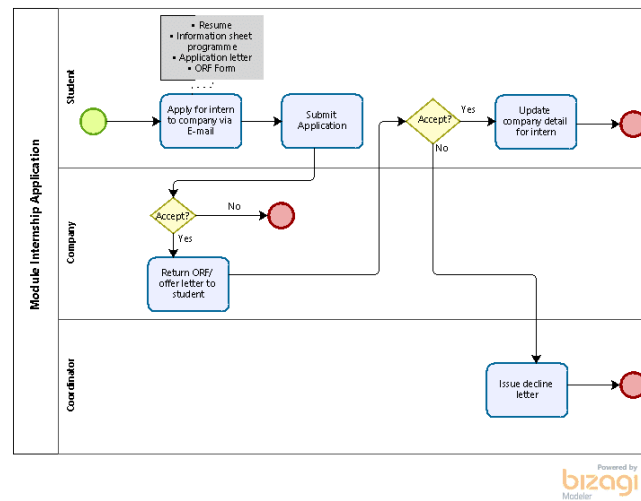 Module Internship Application
Student
• Resume
• Information sheet
programme
• Application letter
• ORF Form
Apply for intern
to company via
E-mail
Submit
Application
Accept?
Yes
No
Update
company detail
for intern
Company
Accept?
No
Yes
Return ORF/
offer letter to
student
Coordinator
Issue decline
letter
Powered by
bizagi
Modeler